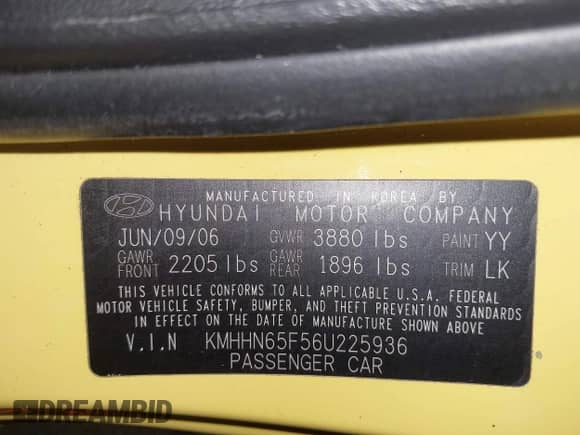 MANUFACTURED IN KOREA BY
HYUNDAI MOTOR COMPANY
JUN/09/06 GVWR 3880 lbs PAINT YY
GAWR FRONT 2205 lbs GAWR REAR 1896 lbs TRIM LK
THIS VEHICLE CONFORMS TO ALL APPLICABLE U.S.A. FEDERAL
MOTOR VEHICLE SAFETY, BUMPER, AND THEFT PREVENTION STANDARDS
IN EFFECT ON THE DATE OF MANUFACTURE SHOWN ABOVE.
V.I.N KMHHN65F56U225936
PASSENGER CAR
DREAMBID